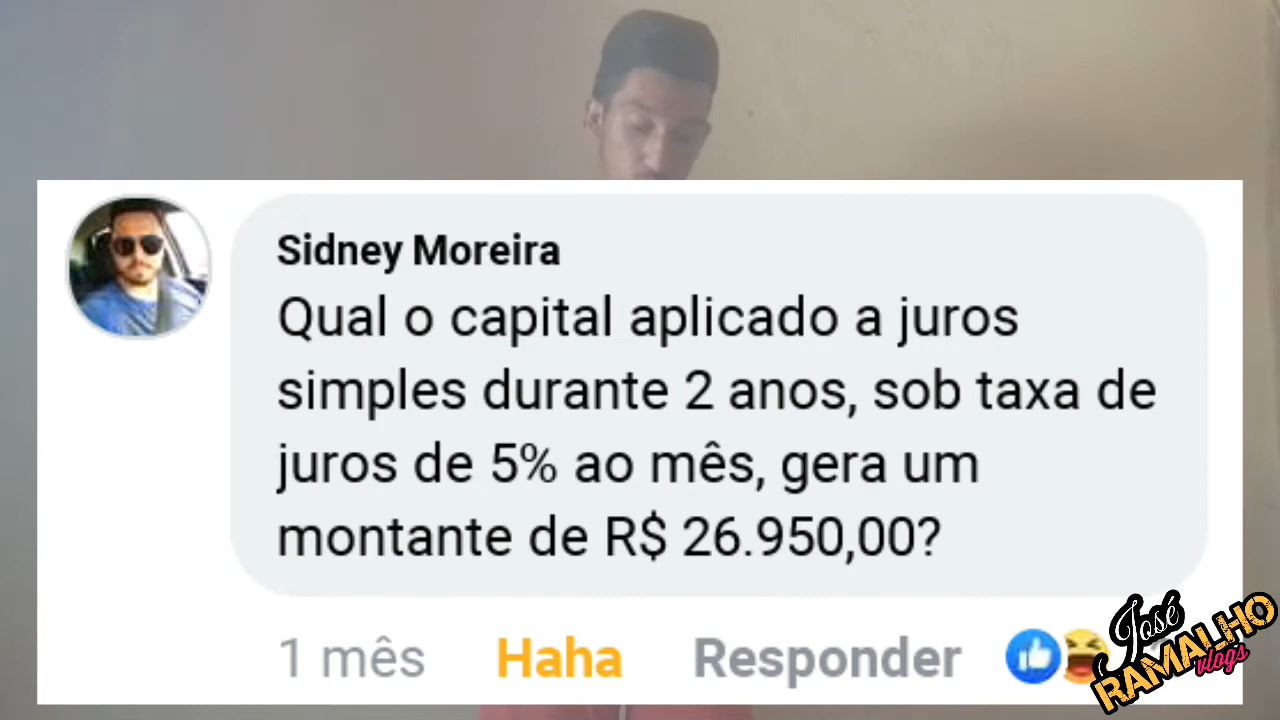 Sidney Moreira
Qual o capital aplicado a juros
simples durante 2 anos, sob taxa de
juros de 5% ao mês, gera um
montante de R$ 26.950,00?
1 mês Haha Responder
José
RAMALHO
vlogs